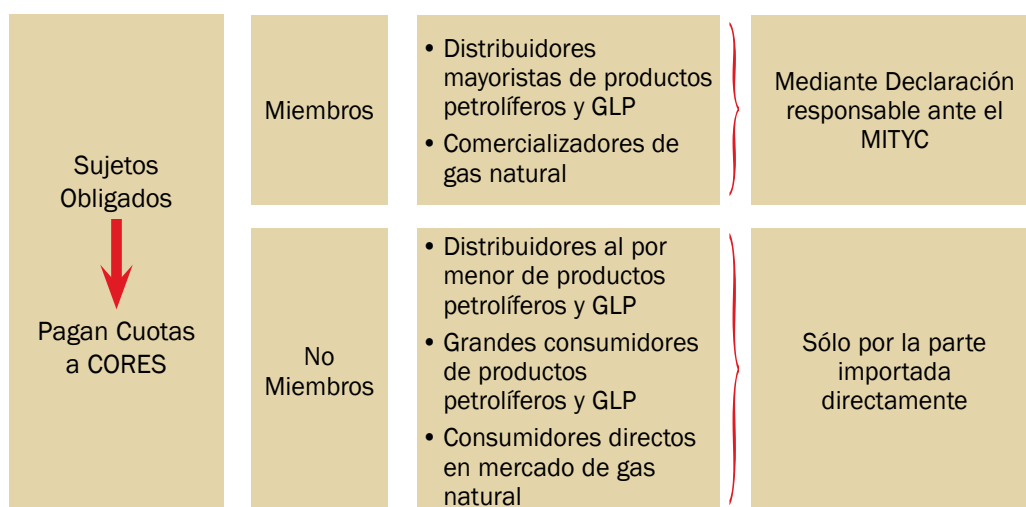 Sujetos
Obligados
Pagan Cuotas
a CORES
Miembros
• Distribuidores
mayoristas de productos
petrolíferos y GLP
• Comercializadores de
gas natural
Mediante Declaración
responsable ante el
MITYC
No
Miembros
• Distribuidores al por
menor de productos
petrolíferos y GLP
• Grandes consumidores
de productos
petrolíferos y GLP
• Consumidores directos
en mercado de gas
natural
Sólo por la parte
importada
directamente